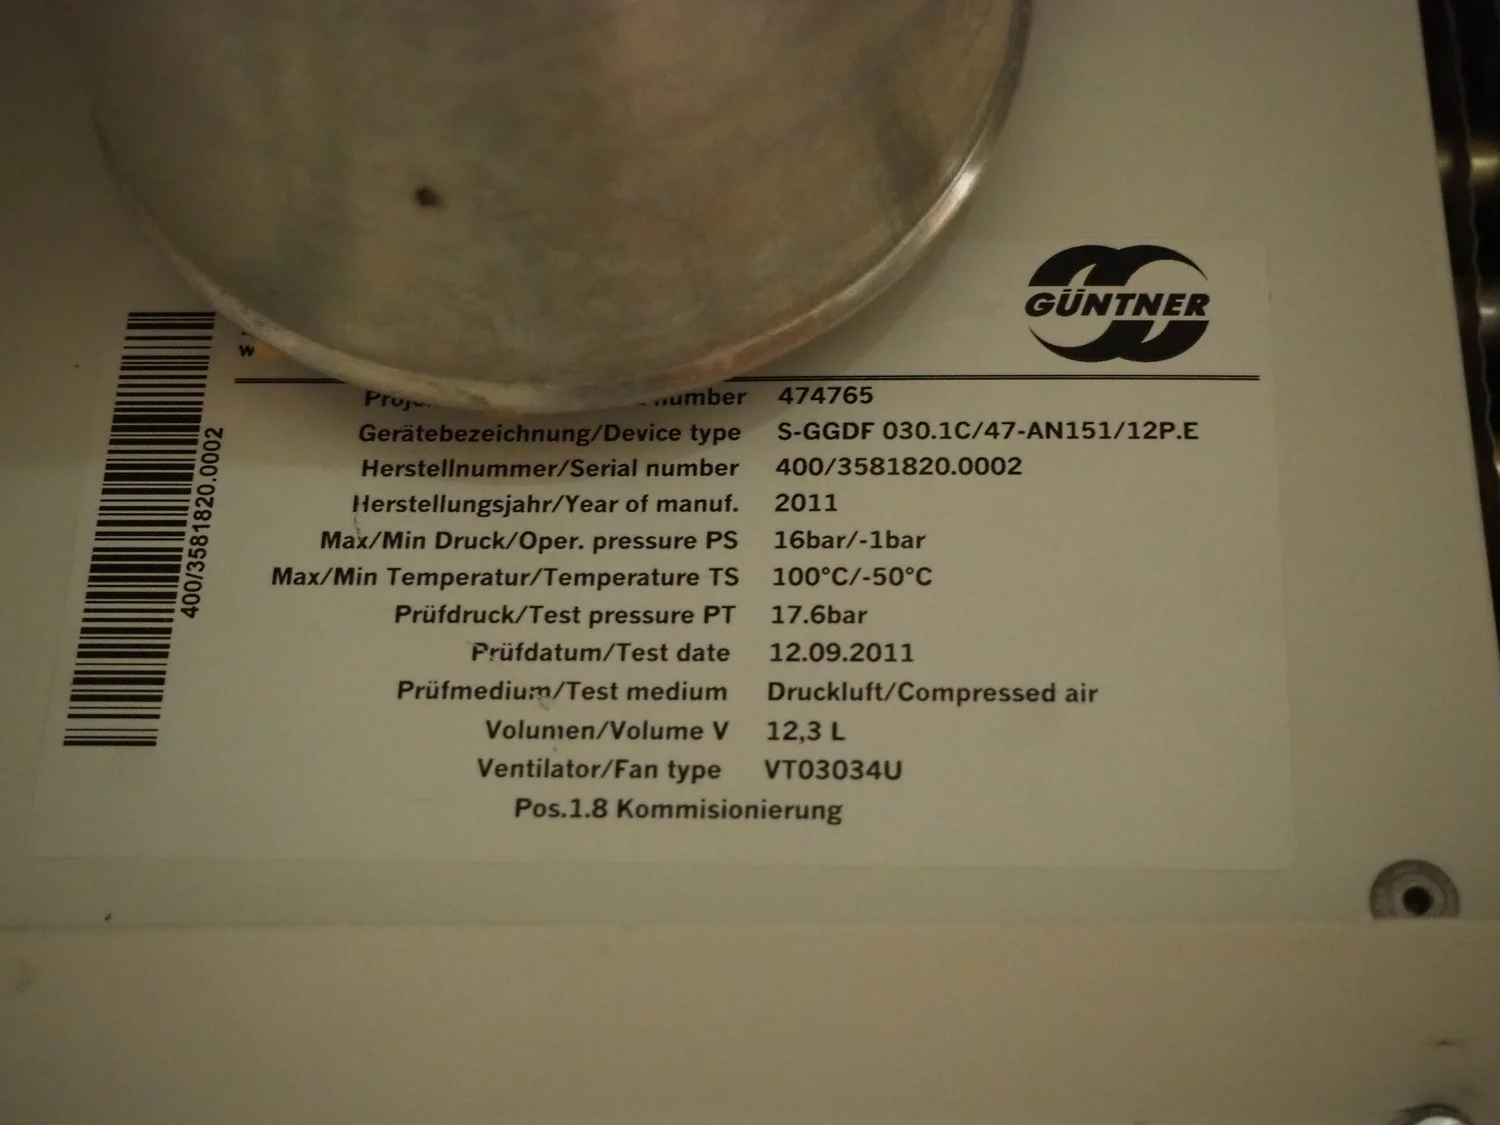 GÜNTNER
number 474765
Gerätebezeichnung/Device type S-GGDF 030.1C/47-AN151/12P.E
Herstellnummer/Serial number 400/3581820.0002
Herstellungsjahr/Year of manuf. 2011
Max/Min Druck/Oper. pressure PS 16bar/-1bar
Max/Min Temperatur/Temperature TS 100°C/-50°C
Prüfdruck/Test pressure PT 17.6bar
Prüfdatum/Test date 12.09.2011
Prüfmedium/Test medium Druckluft/Compressed air
Volumen/Volume V 12,3 L
Ventilator/Fan type VT03034U
Pos.1.8 Kommisionierung
400/3581820.0002